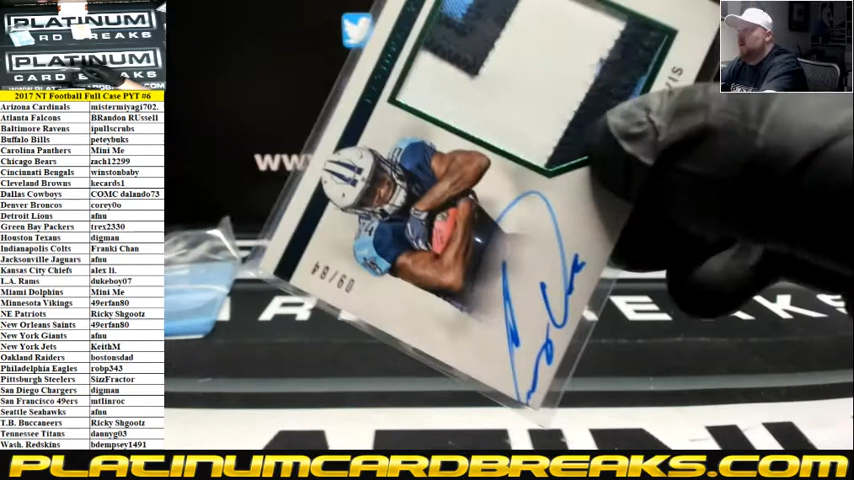 PLATINUM
CARD BREAKS
PLATINUM
CARD BREAKS
2017 NT Football Full Case PYT #6
Arizona Cardinals mistermiyagi702.
Atlanta Falcons BRandon RUssell
Baltimore Ravens ipullscrubs
Buffalo Bills peteybuks
Carolina Panthers Mini Me
Chicago Bears zach12299
Cincinnati Bengals winstonbaby
Cleveland Browns kecards1
Dallas Cowboys COMC dalando73
Denver Broncos corey0o
Detroit Lions afnu
Green Bay Packers trex2330
Houston Texans digman
Indianapolis Colts Franki Chan
Jacksonville Jaguars afnu
Kansas City Chiefs alex li.
L.A. Rams dukeboy07
Miami Dolphins Mini Me
Minnesota Vikings 49erfan80
NE Patriots Ricky Shgootz
New Orleans Saints 49erfan80
New York Giants afnu
New York Jets KeithM
Oakland Raiders bostonsdad
Philadelphia Eagles robp343
Pittsburg Steelers SizzFractor
San Diego Chargers digman
San Francisco 49ers mtlinroc
Seattle Seahawks afnu
T.B. Buccaneers Ricky Shgootz
Tennessee Titans dannyg03
Wash. Redskins bdempsey1491
ww
09/84
PLATINUMCARDBREAKS.COM